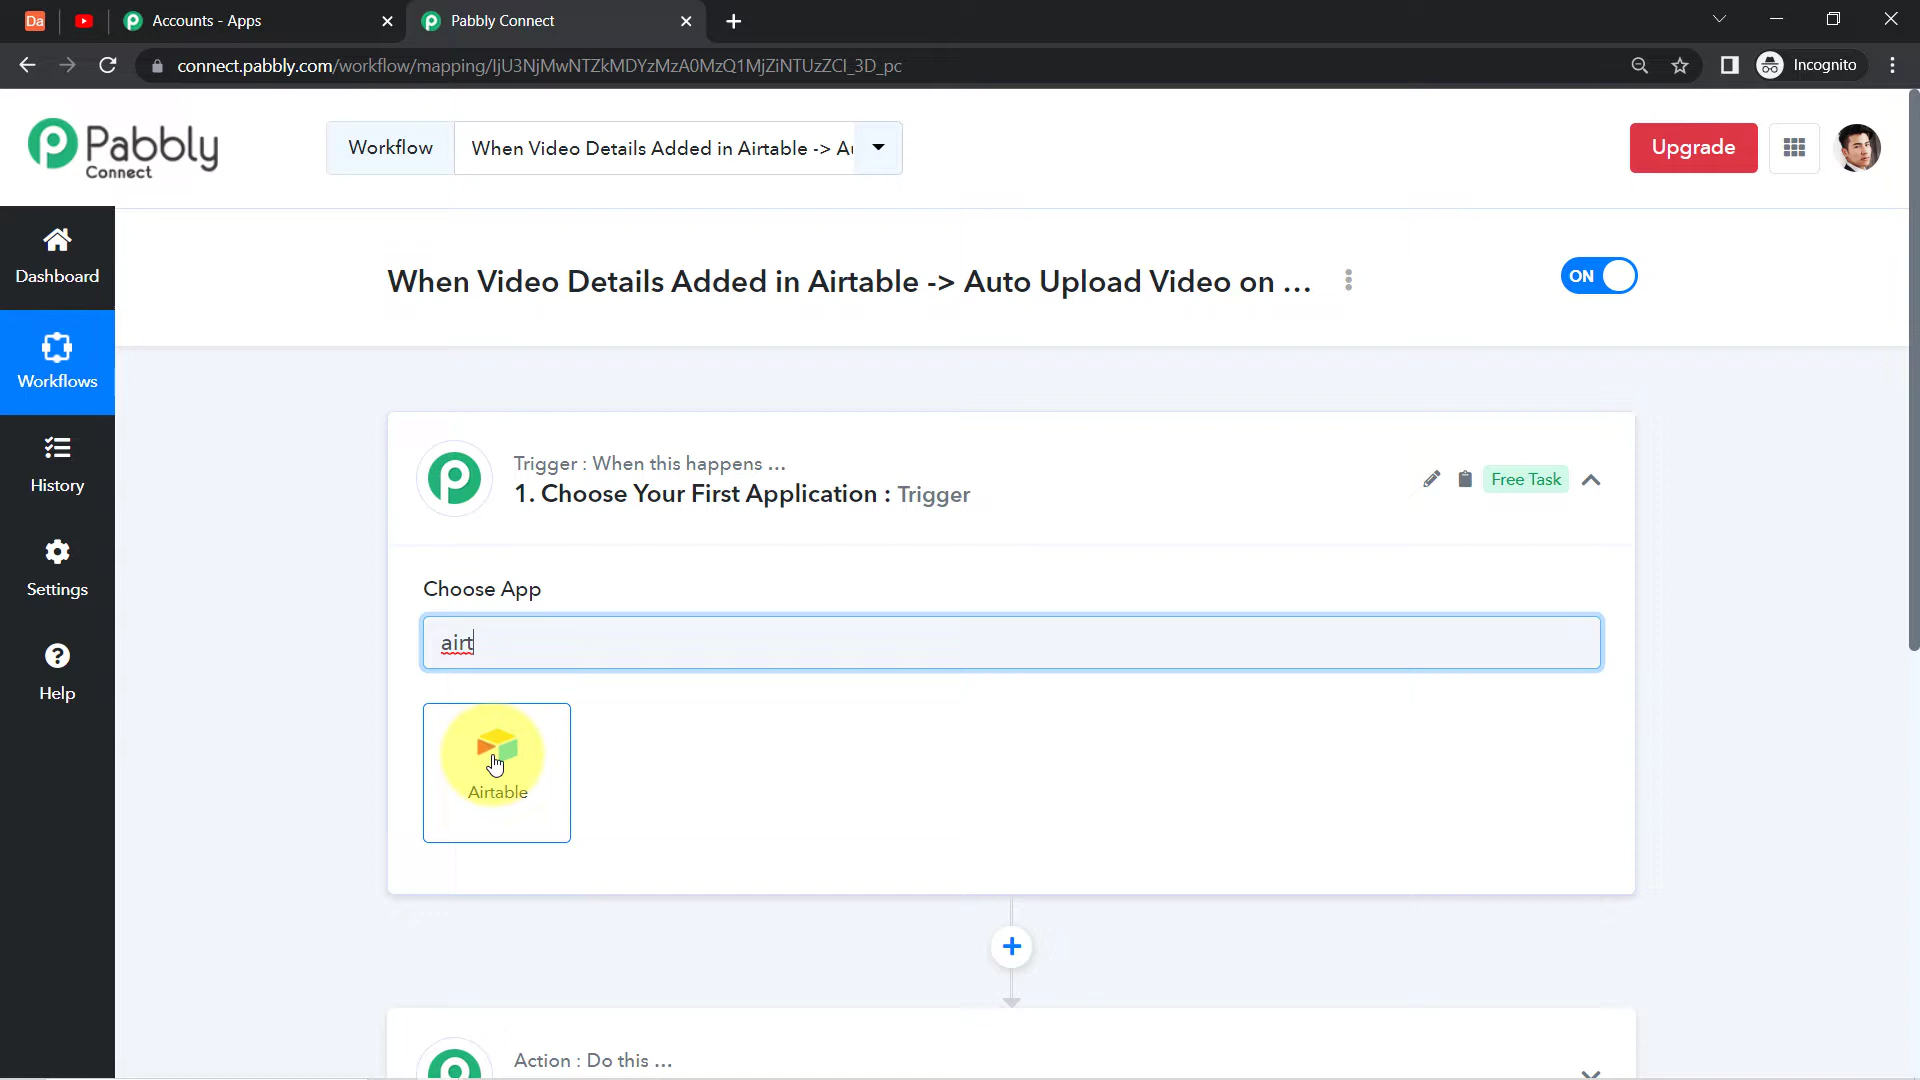 Da
Accounts - Apps
Pabbly Connect
connect.pabbly.com/workflow/mapping/IjU3NjMwNTZkMDYzMzA0MzQ1MjZiNTUzZCI_3D_pc
Incognito
Pabbly
Connect
Workflow
When Video Details Added in Airtable -> Au
Upgrade
Dashboard
Workflows
History
Settings
Help
When Video Details Added in Airtable -> Auto Upload Video on ...
ON
Trigger : When this happens ...
1. Choose Your First Application : Trigger
Free Task
Choose App
airt
Airtable
Action : Do this ...